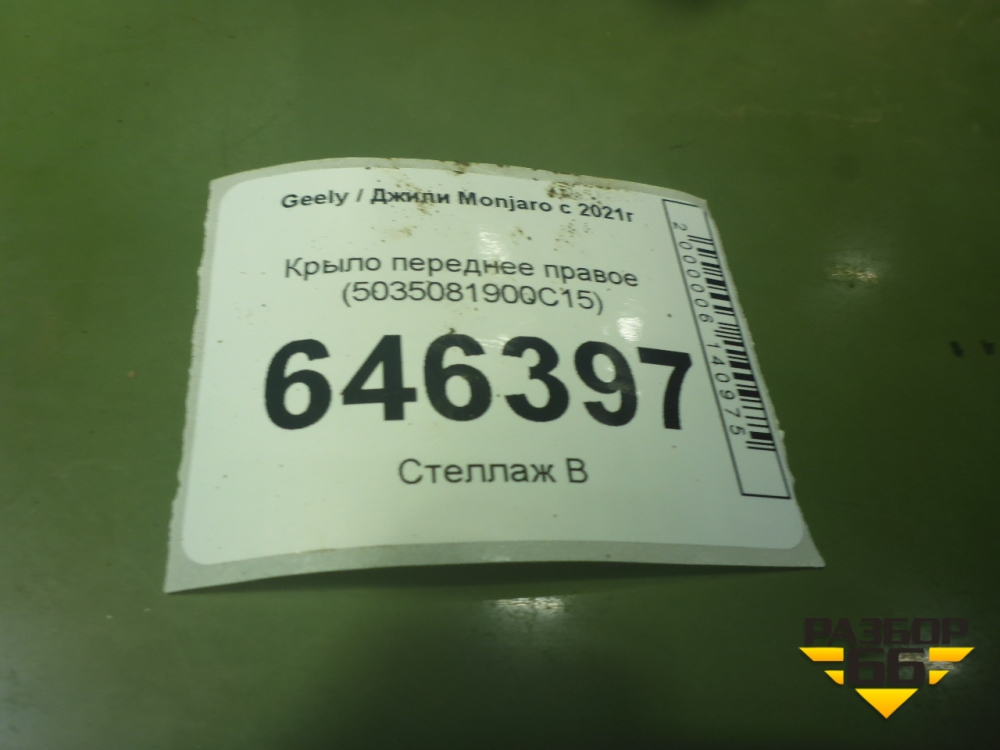 Geely / Джили Monjaro с 2021г
Крыло переднее правое
(5035081900C15)
646397
Стеллаж В
2000006140975
РАЗБОР
66